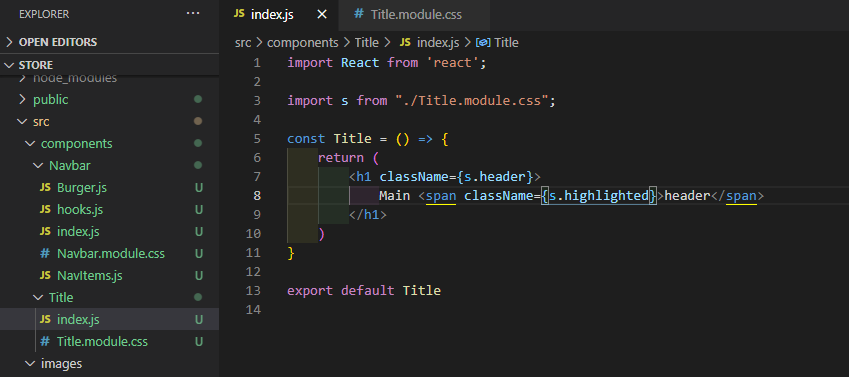 EXPLORER ···
OPEN EDITORS
STORE
node_modules
public
src
components
Navbar
JS Burger.js U
JS hooks.js U
JS index.js U
# Navbar.module.css U
JS NavItems.js U
Title
JS index.js U
# Title.module.css U
images
JS index.js × # Title.module.css
src > components > Title > JS index.js > Title
1 import React from 'react';
2
3 import s from "./Title.module.css";
4
5 const Title = () => {
6 return (
7 <h1 className={s.header}>
8 Main <span className={s.highlighted}>header</span>
9 </h1>
10 )
11 }
12
13 export default Title
14